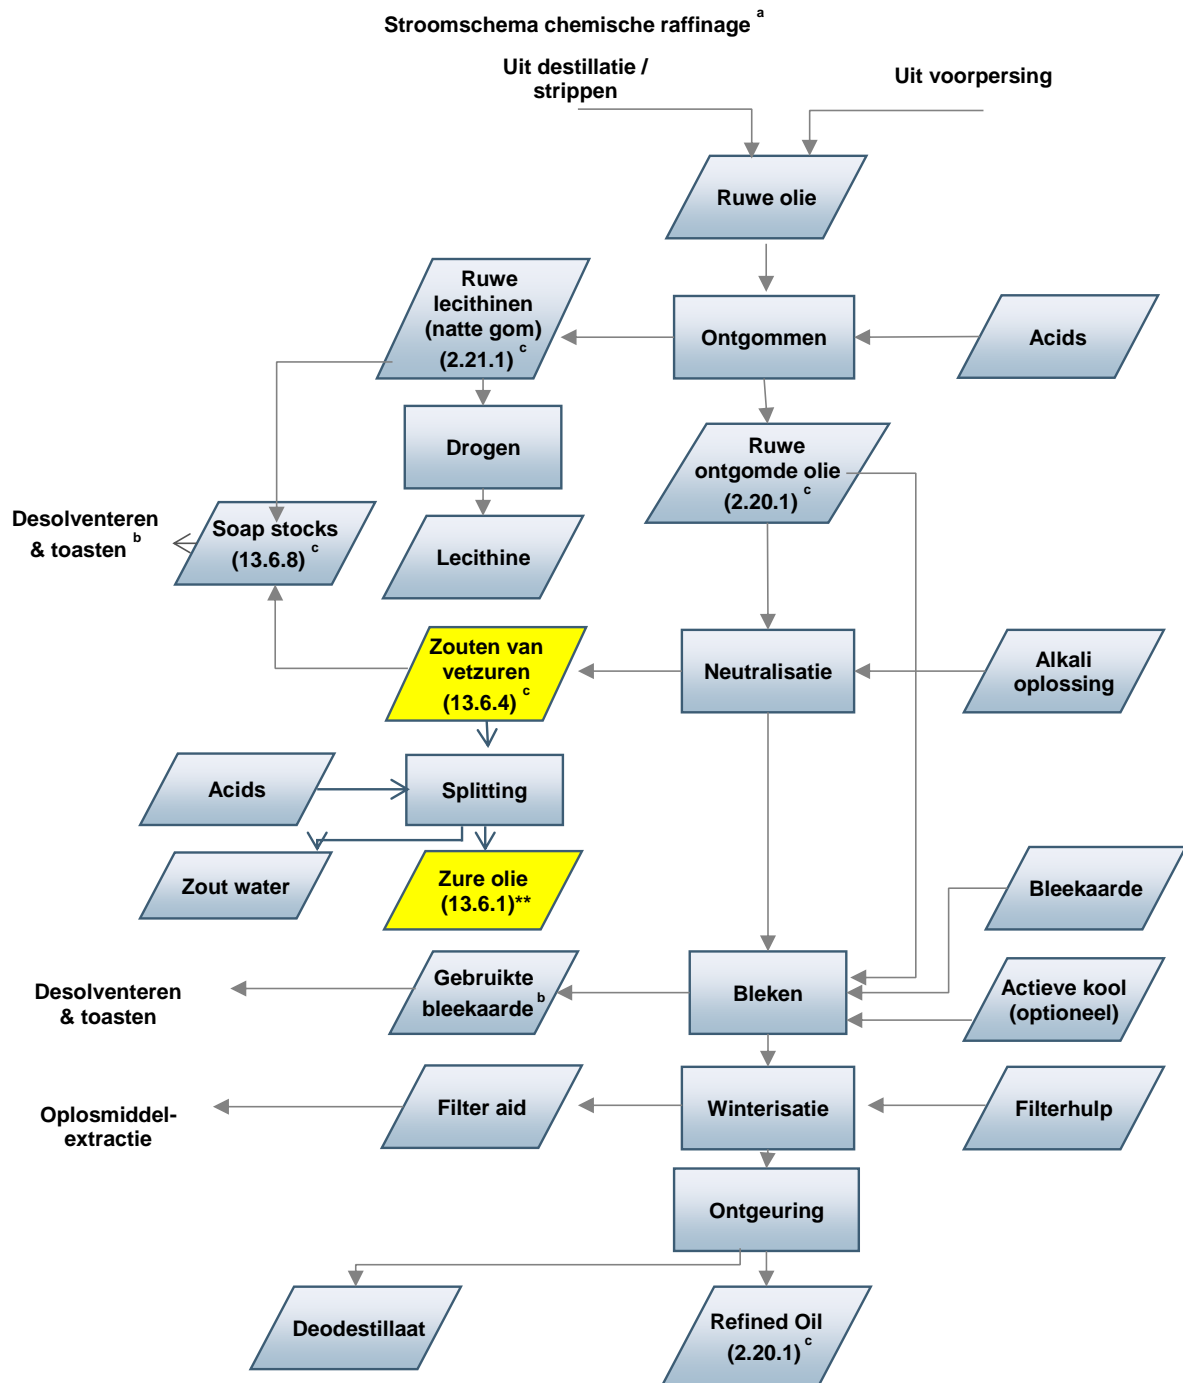 Stroomschema chemische raffinage a
Uit destillatie /
strippen
Uit voorpersing
Ruwe olie
Ruwe
lecithinen
(natte gom)
(2.21.1) c
Ontgommen
Acids
Drogen
Ruwe
ontgomde olie
(2.20.1) c
Desolventeren
& toasten b
Soap stocks
(13.6.8) c
Lecithine
Zouten van
vetzuren
(13.6.4) c
Neutralisatie
Alkali
oplossing
Acids
Splitting
Zout water
Zure olie
(13.6.1)**
Bleekaarde
Desolventeren
& toasten
Gebruikte
bleekaarde b
Bleken
Actieve kool
(optioneel)
Oplosmiddel-
extractie
Filter aid
Winterisatie
Filterhulp
Ontgeuring
Deodestillaat
Refined Oil
(2.20.1) c